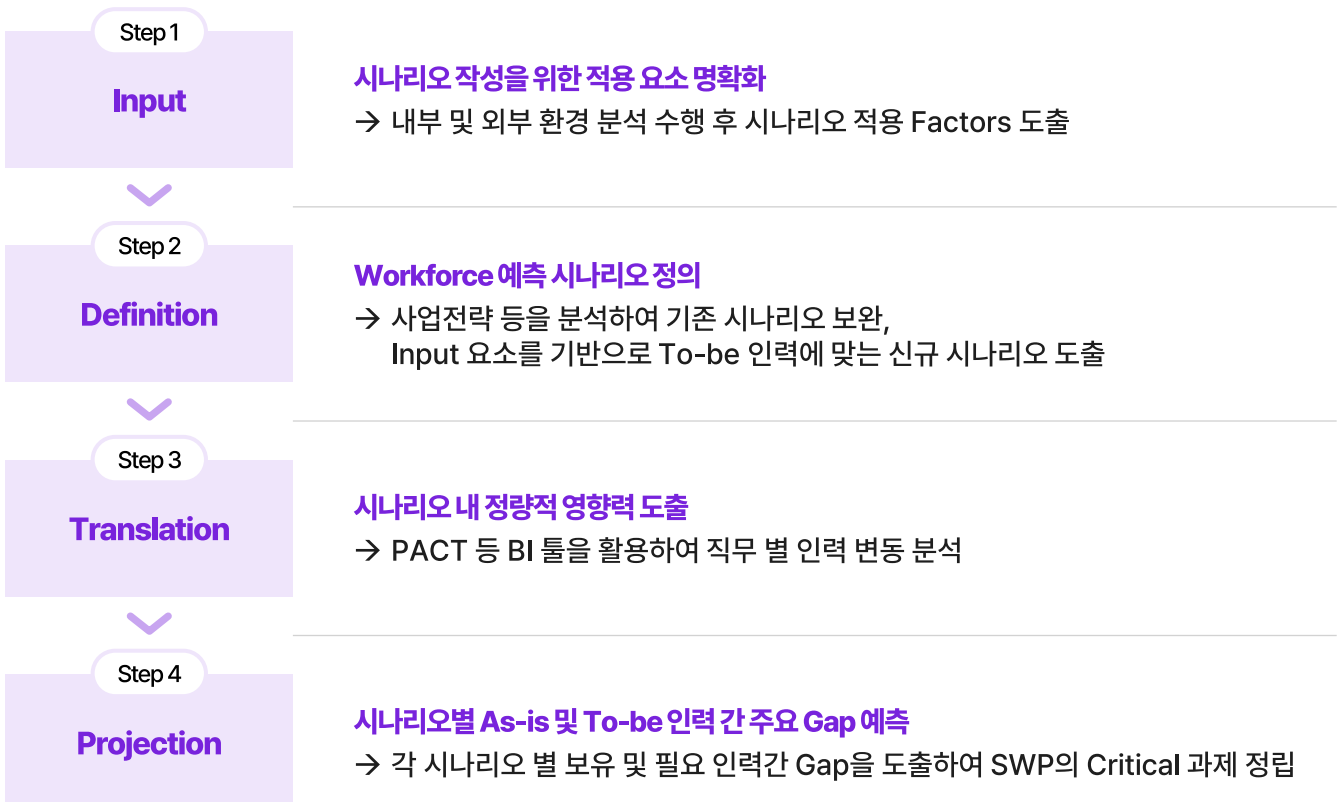 Step 1
Input
시나리오 작성을 위한 적용 요소 명확화
→ 내부 및 외부 환경 분석 수행 후 시나리오 적용 Factors 도출
Step 2
Definition
Workforce 예측 시나리오 정의
→ 사업전략 등을 분석하여 기존 시나리오 보완,
Input 요소를 기반으로 To-be 인력에 맞는 신규 시나리오 도출
Step 3
Translation
시나리오 내 정량적 영향력 도출
→ PACT 등 BI 툴을 활용하여 직무 별 인력 변동 분석
Step 4
Projection
시나리오별 As-is 및 To-be 인력 간 주요 Gap 예측
→ 각 시나리오 별 보유 및 필요 인력간 Gap을 도출하여 SWP의 Critical 과제 정립